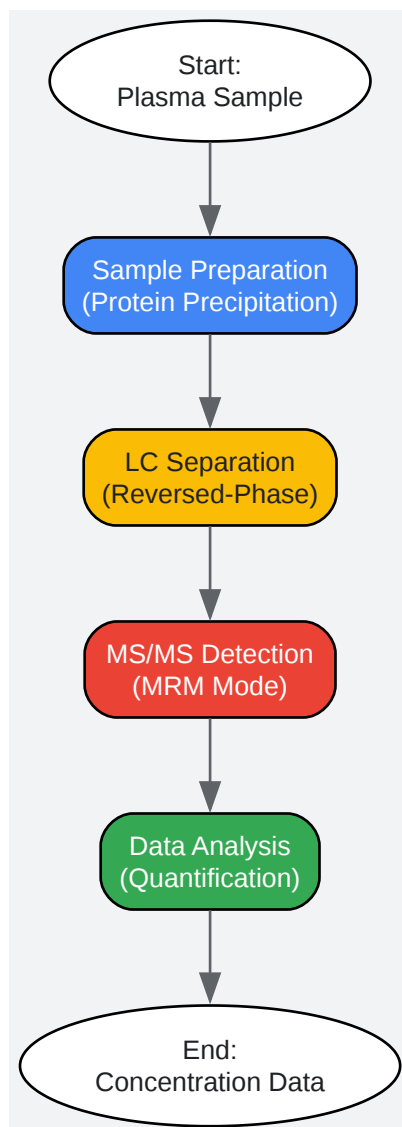 Start:
Plasma Sample
Sample Preparation
(Protein Precipitation)
LC Separation
(Reversed-Phase)
MS/MS Detection
(MRM Mode)
Data Analysis
(Quantification)
End:
Concentration Data